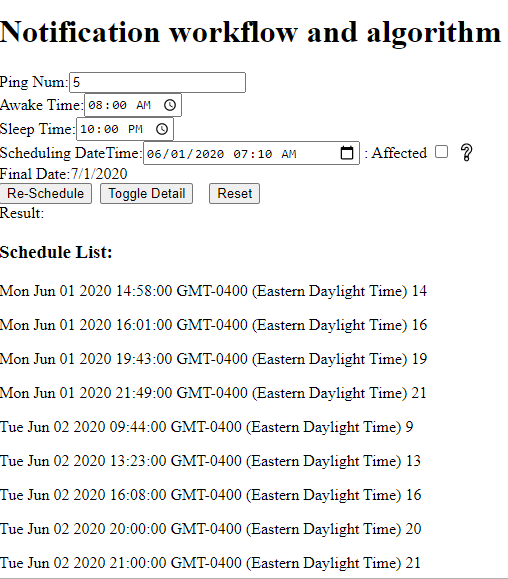 Notification workflow and algorithm
Ping Num: 5
Awake Time: 08:00 AM
Sleep Time: 10:00 PM
Scheduling DateTime: 06/01/2020 07:10 AM : Affected ?
Final Date:7/1/2020
Re-Schedule Toggle Detail Reset
Result:
Schedule List:
Mon Jun 01 2020 14:58:00 GMT-0400 (Eastern Daylight Time) 14
Mon Jun 01 2020 16:01:00 GMT-0400 (Eastern Daylight Time) 16
Mon Jun 01 2020 19:43:00 GMT-0400 (Eastern Daylight Time) 19
Mon Jun 01 2020 21:49:00 GMT-0400 (Eastern Daylight Time) 21
Tue Jun 02 2020 09:44:00 GMT-0400 (Eastern Daylight Time) 9
Tue Jun 02 2020 13:23:00 GMT-0400 (Eastern Daylight Time) 13
Tue Jun 02 2020 16:08:00 GMT-0400 (Eastern Daylight Time) 16
Tue Jun 02 2020 20:00:00 GMT-0400 (Eastern Daylight Time) 20
Tue Jun 02 2020 21:00:00 GMT-0400 (Eastern Daylight Time) 21